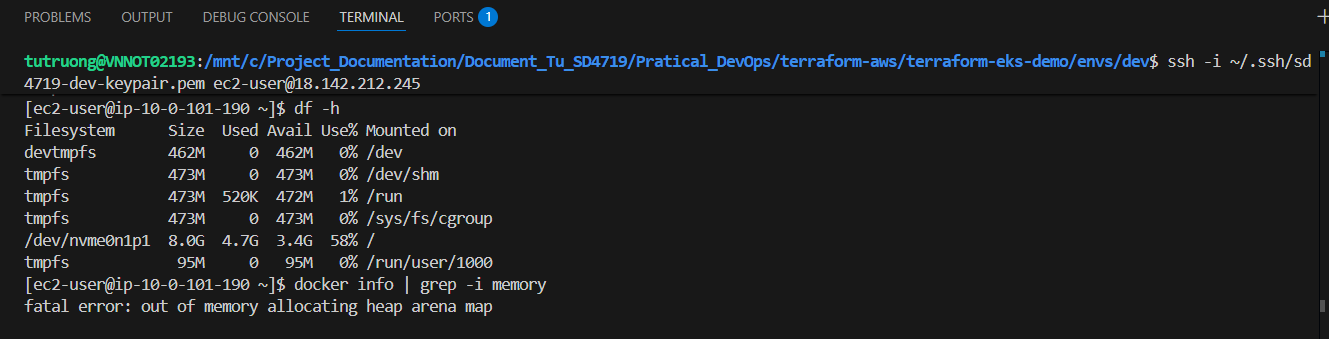 PROBLEMS OUTPUT DEBUG CONSOLE TERMINAL PORTS 1
tutruong@VNNOT02193:/mnt/c/Project_Documentation/Document_Tu_SD4719/Pratical_DevOps/terraform-aws/terraform-eks-demo/envs/dev$ ssh -i ~/.ssh/sd
4719-dev-keypair.pem ec2-user@18.142.212.245
[ec2-user@ip-10-0-101-190 ~]$ df -h
Filesystem      Size  Used Avail Use% Mounted on
devtmpfs        462M     0  462M   0% /dev
tmpfs           473M     0  473M   0% /dev/shm
tmpfs           473M  520K  472M   1% /run
tmpfs           473M     0  473M   0% /sys/fs/cgroup
/dev/nvme0n1p1  8.0G  4.7G  3.4G  58% /
tmpfs            95M     0   95M   0% /run/user/1000
[ec2-user@ip-10-0-101-190 ~]$ docker info | grep -i memory
fatal error: out of memory allocating heap arena map